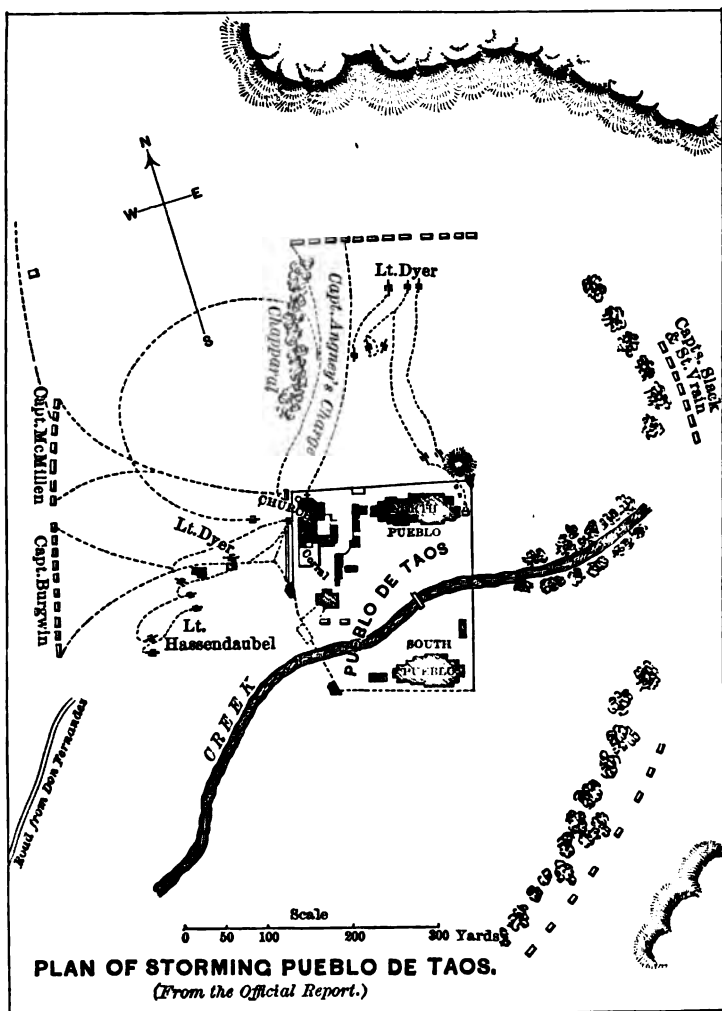 N
W E
S
Lt. Dyer
Capt. Angney's Charge
Chapparal
Capts. Slack
& St. Vrain
Capt. McMillen
Capt. Burgwin
CHURCH
NORTH
PUEBLO
Lt. Dyer
Corral
PUEBLO DE TAOS
Lt.
Hassendaubel
SOUTH
PUEBLO
CREEK
Road from Don Fernandes
Scale
0 50 100 200 300 Yards
PLAN OF STORMING PUEBLO DE TAOS.
(From the Official Report.)